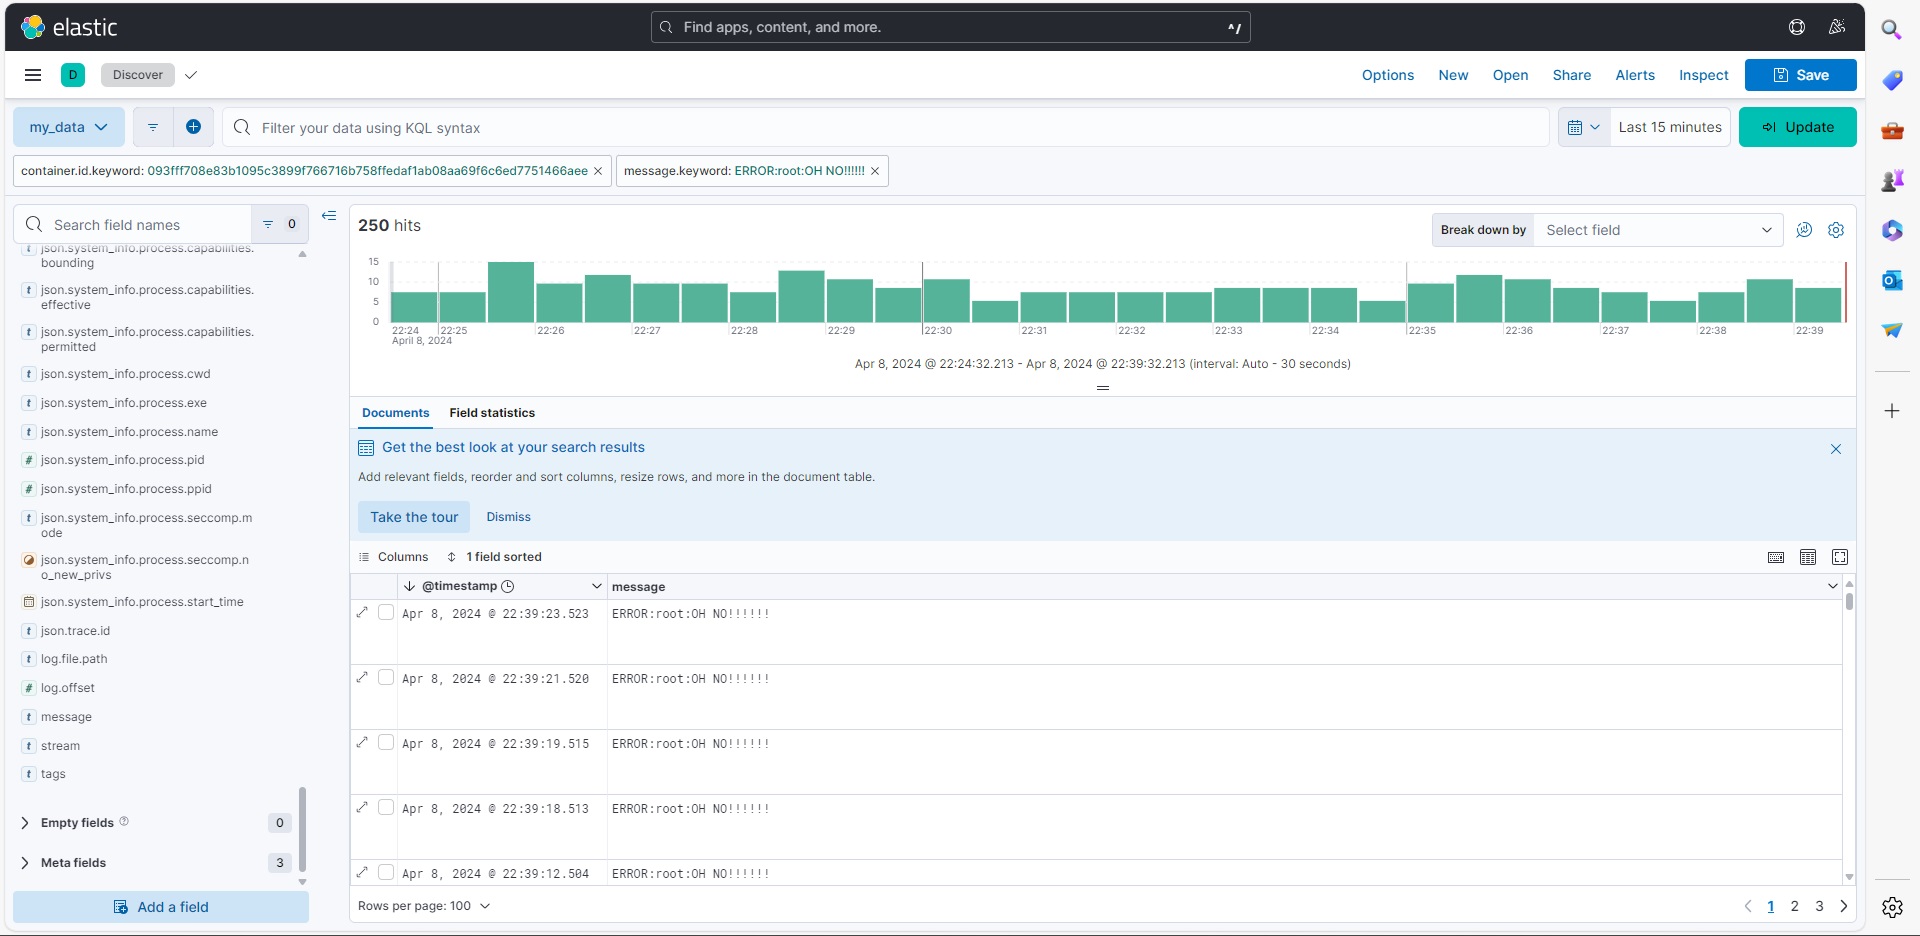 elastic
Find apps, content, and more.
^/
D
Discover
Options
New
Open
Share
Alerts
Inspect
Save
my_data
Filter your data using KQL syntax
Last 15 minutes
Update
container.id.keyword: 093fff708e83b1095c3899f766716b758ffedaf1ab08aa69f6c6ed7751466aee
message.keyword: ERROR:root:OH NO!!!!!!
Search field names
0
json.system_info.process.capabilities.
bounding
json.system_info.process.capabilities.
effective
json.system_info.process.capabilities.
permitted
json.system_info.process.cwd
json.system_info.process.exe
json.system_info.process.name
json.system_info.process.pid
json.system_info.process.ppid
json.system_info.process.seccomp.m
ode
json.system_info.process.seccomp.n
o_new_privs
json.system_info.process.start_time
json.trace.id
log.file.path
log.offset
message
stream
tags
Empty fields
0
Meta fields
3
Add a field
250 hits
Break down by
Select field
15
10
5
0
22:24
22:25
22:26
22:27
22:28
22:29
22:30
22:31
22:32
22:33
22:34
22:35
22:36
22:37
22:38
22:39
April 8, 2024
Apr 8, 2024 @ 22:24:32.213 - Apr 8, 2024 @ 22:39:32.213 (interval: Auto - 30 seconds)
Documents
Field statistics
Get the best look at your search results
Add relevant fields, reorder and sort columns, resize rows, and more in the document table.
Take the tour
Dismiss
Columns
1 field sorted
@timestamp
message
Apr 8, 2024 @ 22:39:23.523 ERROR:root:OH NO!!!!!!
Apr 8, 2024 @ 22:39:21.520 ERROR:root:OH NO!!!!!!
Apr 8, 2024 @ 22:39:19.515 ERROR:root:OH NO!!!!!!
Apr 8, 2024 @ 22:39:18.513 ERROR:root:OH NO!!!!!!
Apr 8, 2024 @ 22:39:12.504 ERROR:root:OH NO!!!!!!
Rows per page: 100
1 2 3